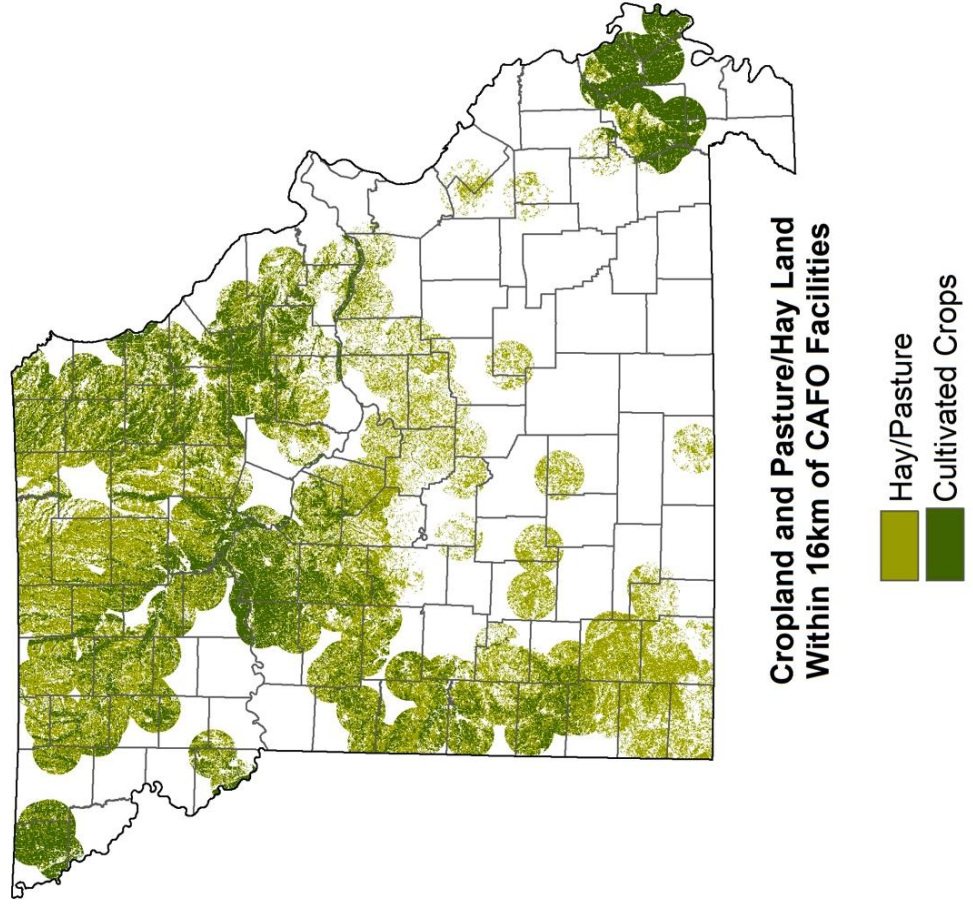 Cropland and Pasture/Hay Land
Within 16km of CAFO Facilities
Hay/Pasture
Cultivated Crops